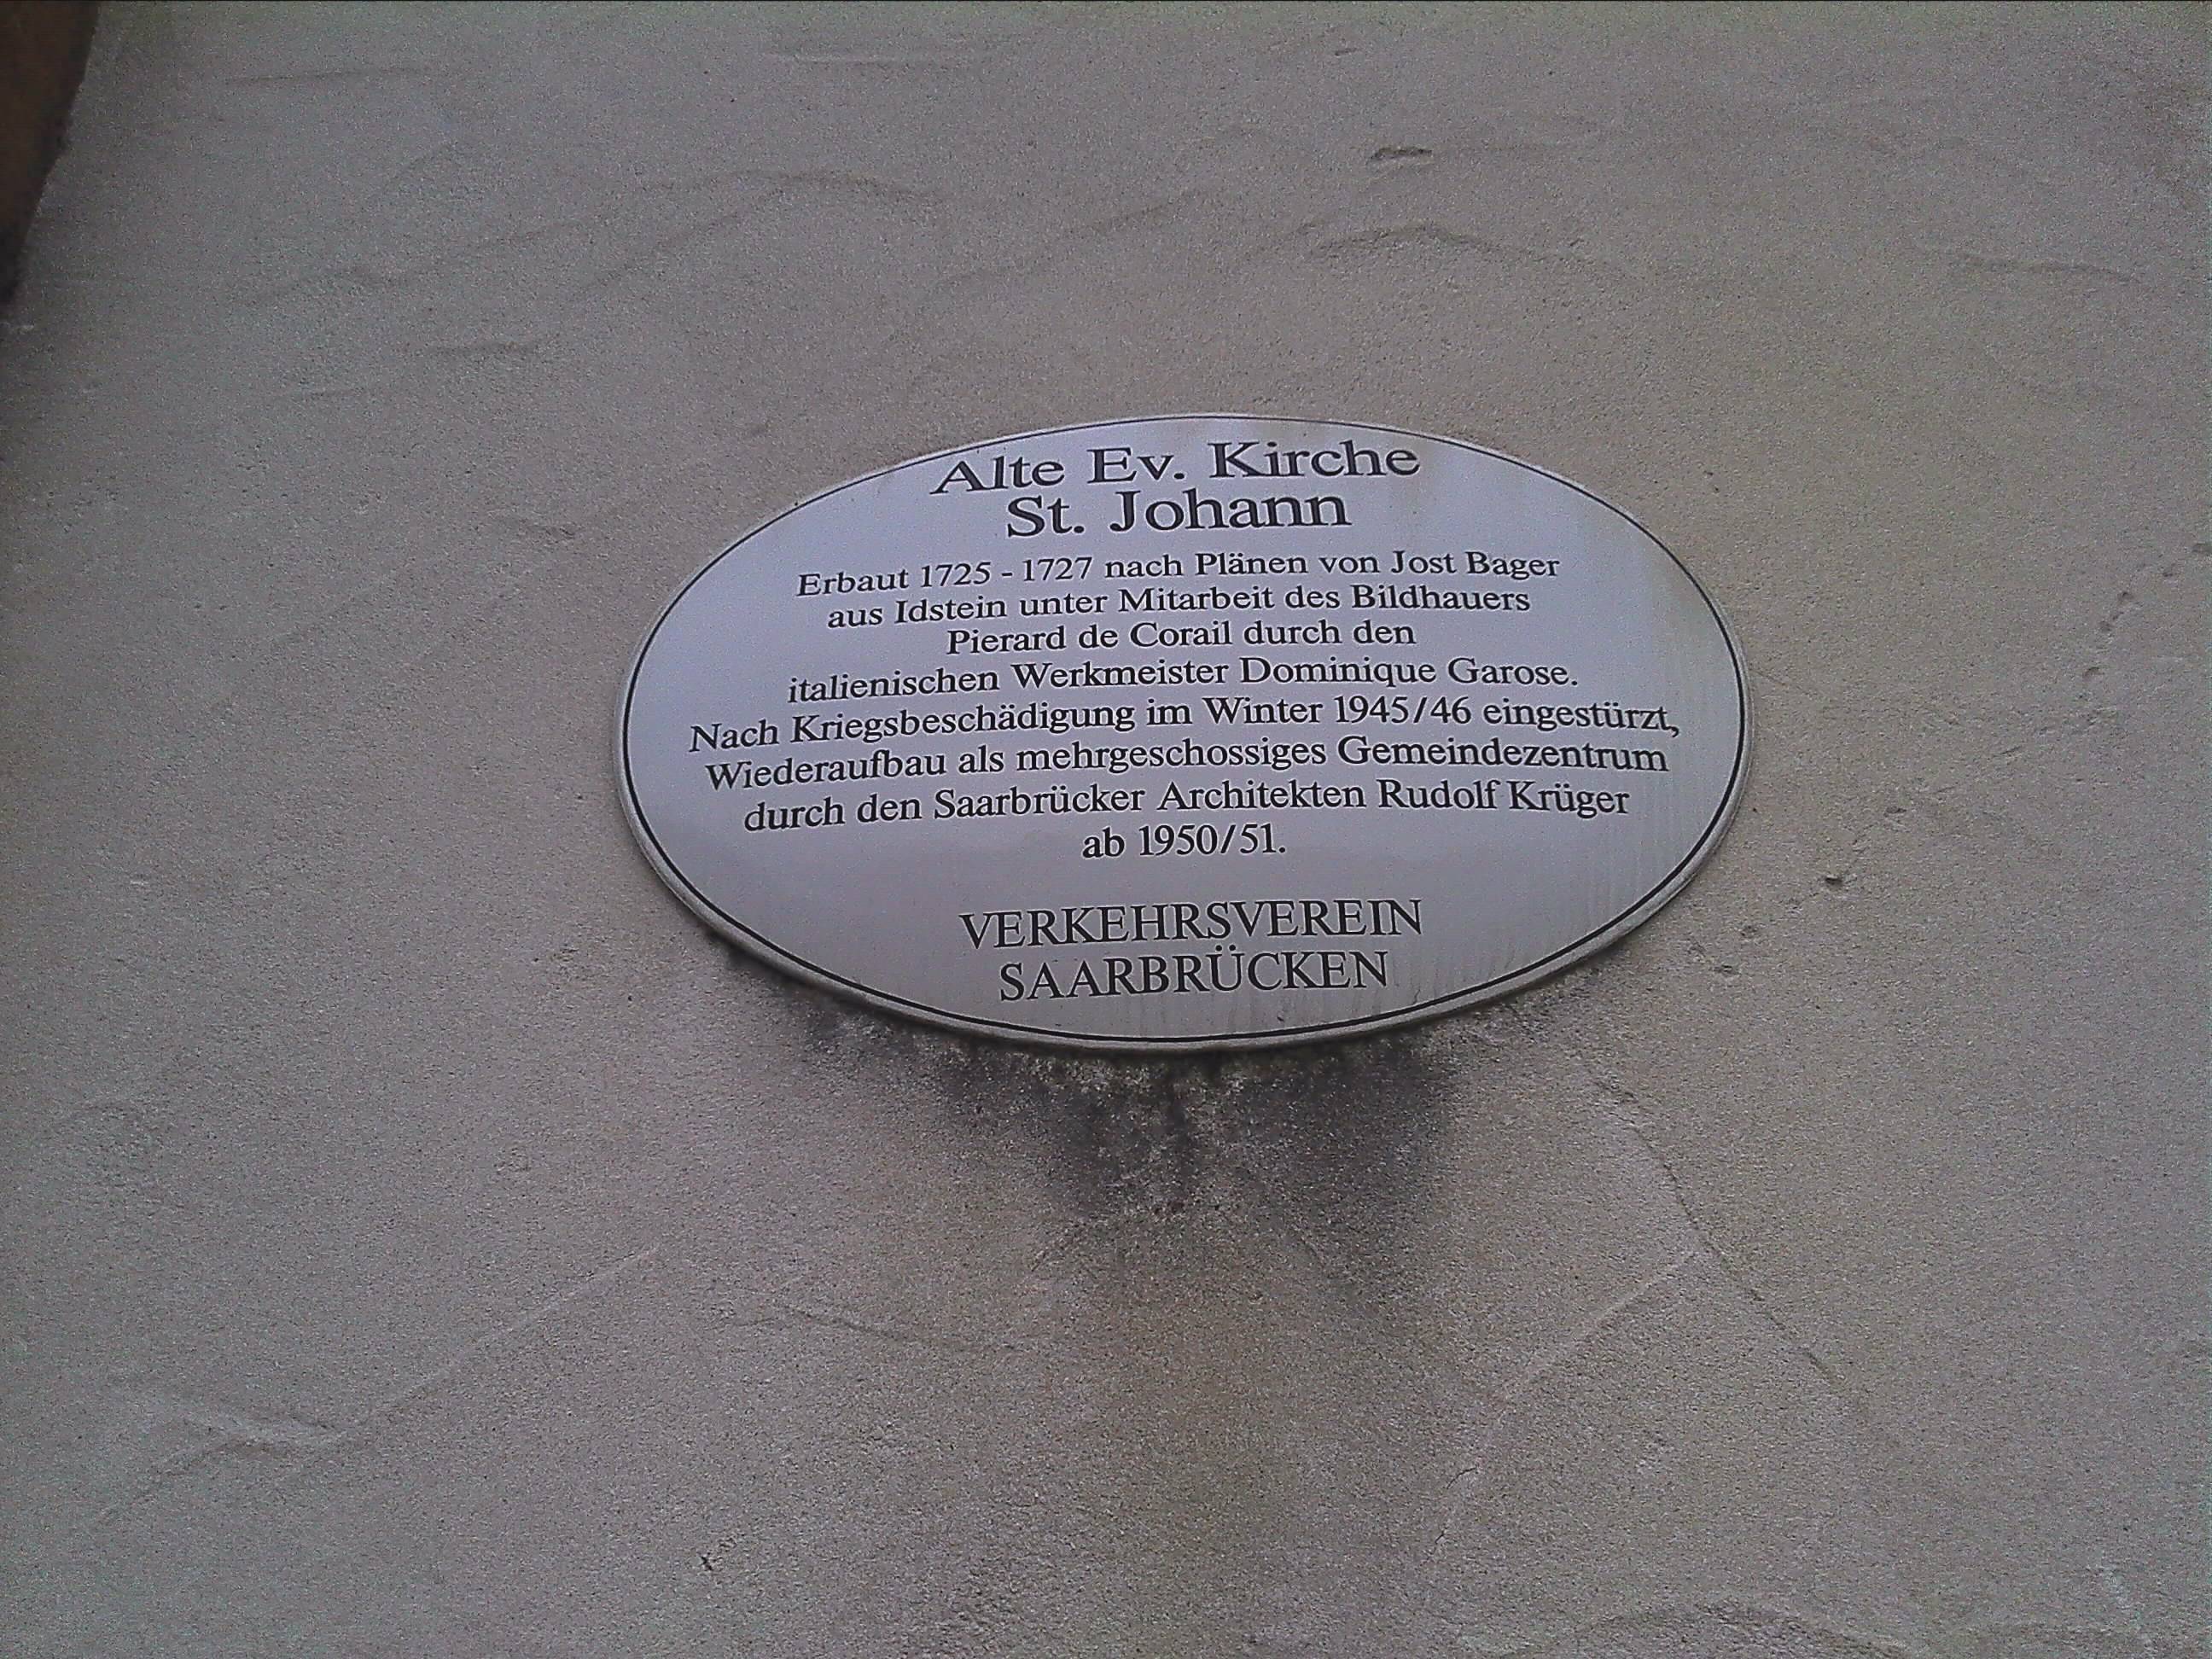 Alte Ev. Kirche
St. Johann
Erbaut 1725 - 1727 nach Plänen von Jost Bager
aus Idstein unter Mitarbeit des Bildhauers
Pierard de Corail durch den
italienischen Werkmeister Dominique Garose.
Nach Kriegsbeschädigung im Winter 1945/46 eingestürzt,
Wiederaufbau als mehrgeschossiges Gemeindezentrum
durch den Saarbrücker Architekten Rudolf Krüger
ab 1950/51.
VERKEHRSVEREIN
SAARBRÜCKEN